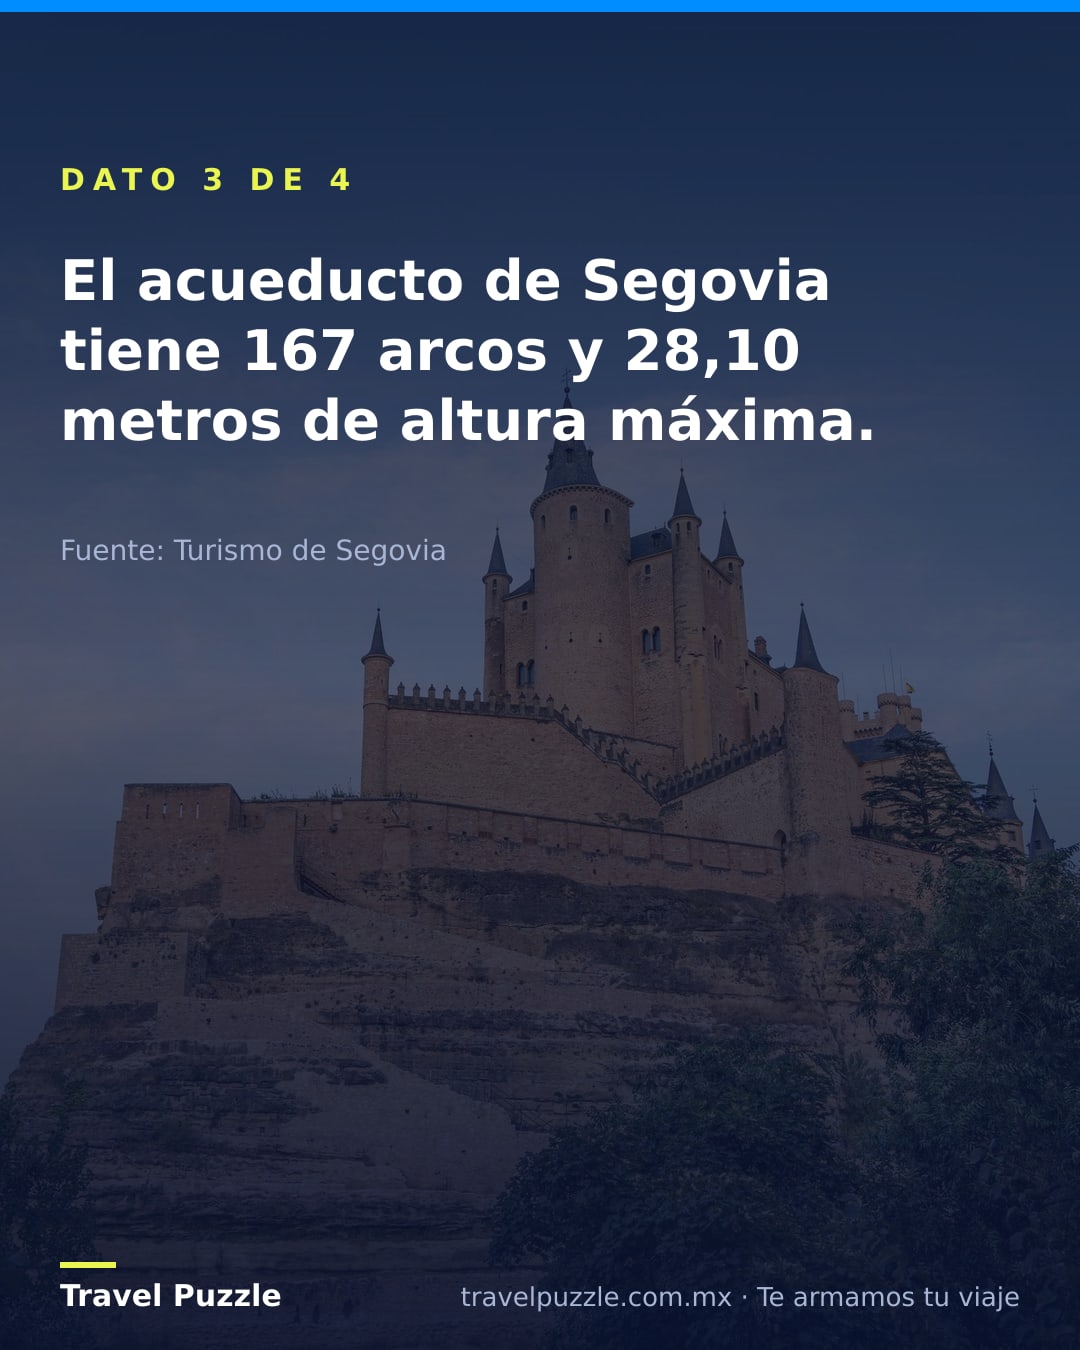 DATO 3 DE 4
El acueducto de Segovia
tiene 167 arcos y 28,10
metros de altura máxima.
Fuente: Turismo de Segovia
Travel Puzzle
travelpuzzle.com.mx · Te armamos tu viaje